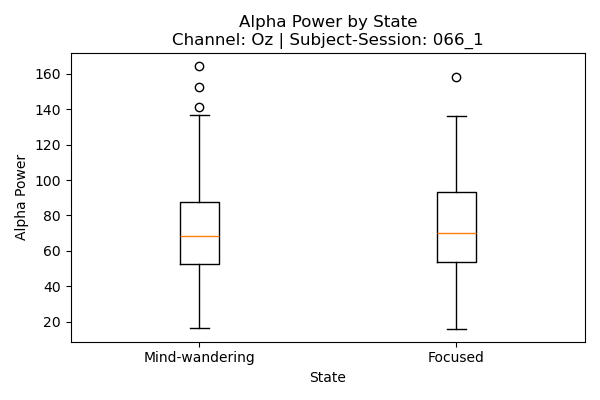 Alpha Power by State
Channel: Oz | Subject-Session: 066_1
160
140
120
100
80
60
40
20
Alpha Power
Mind-wandering
Focused
State